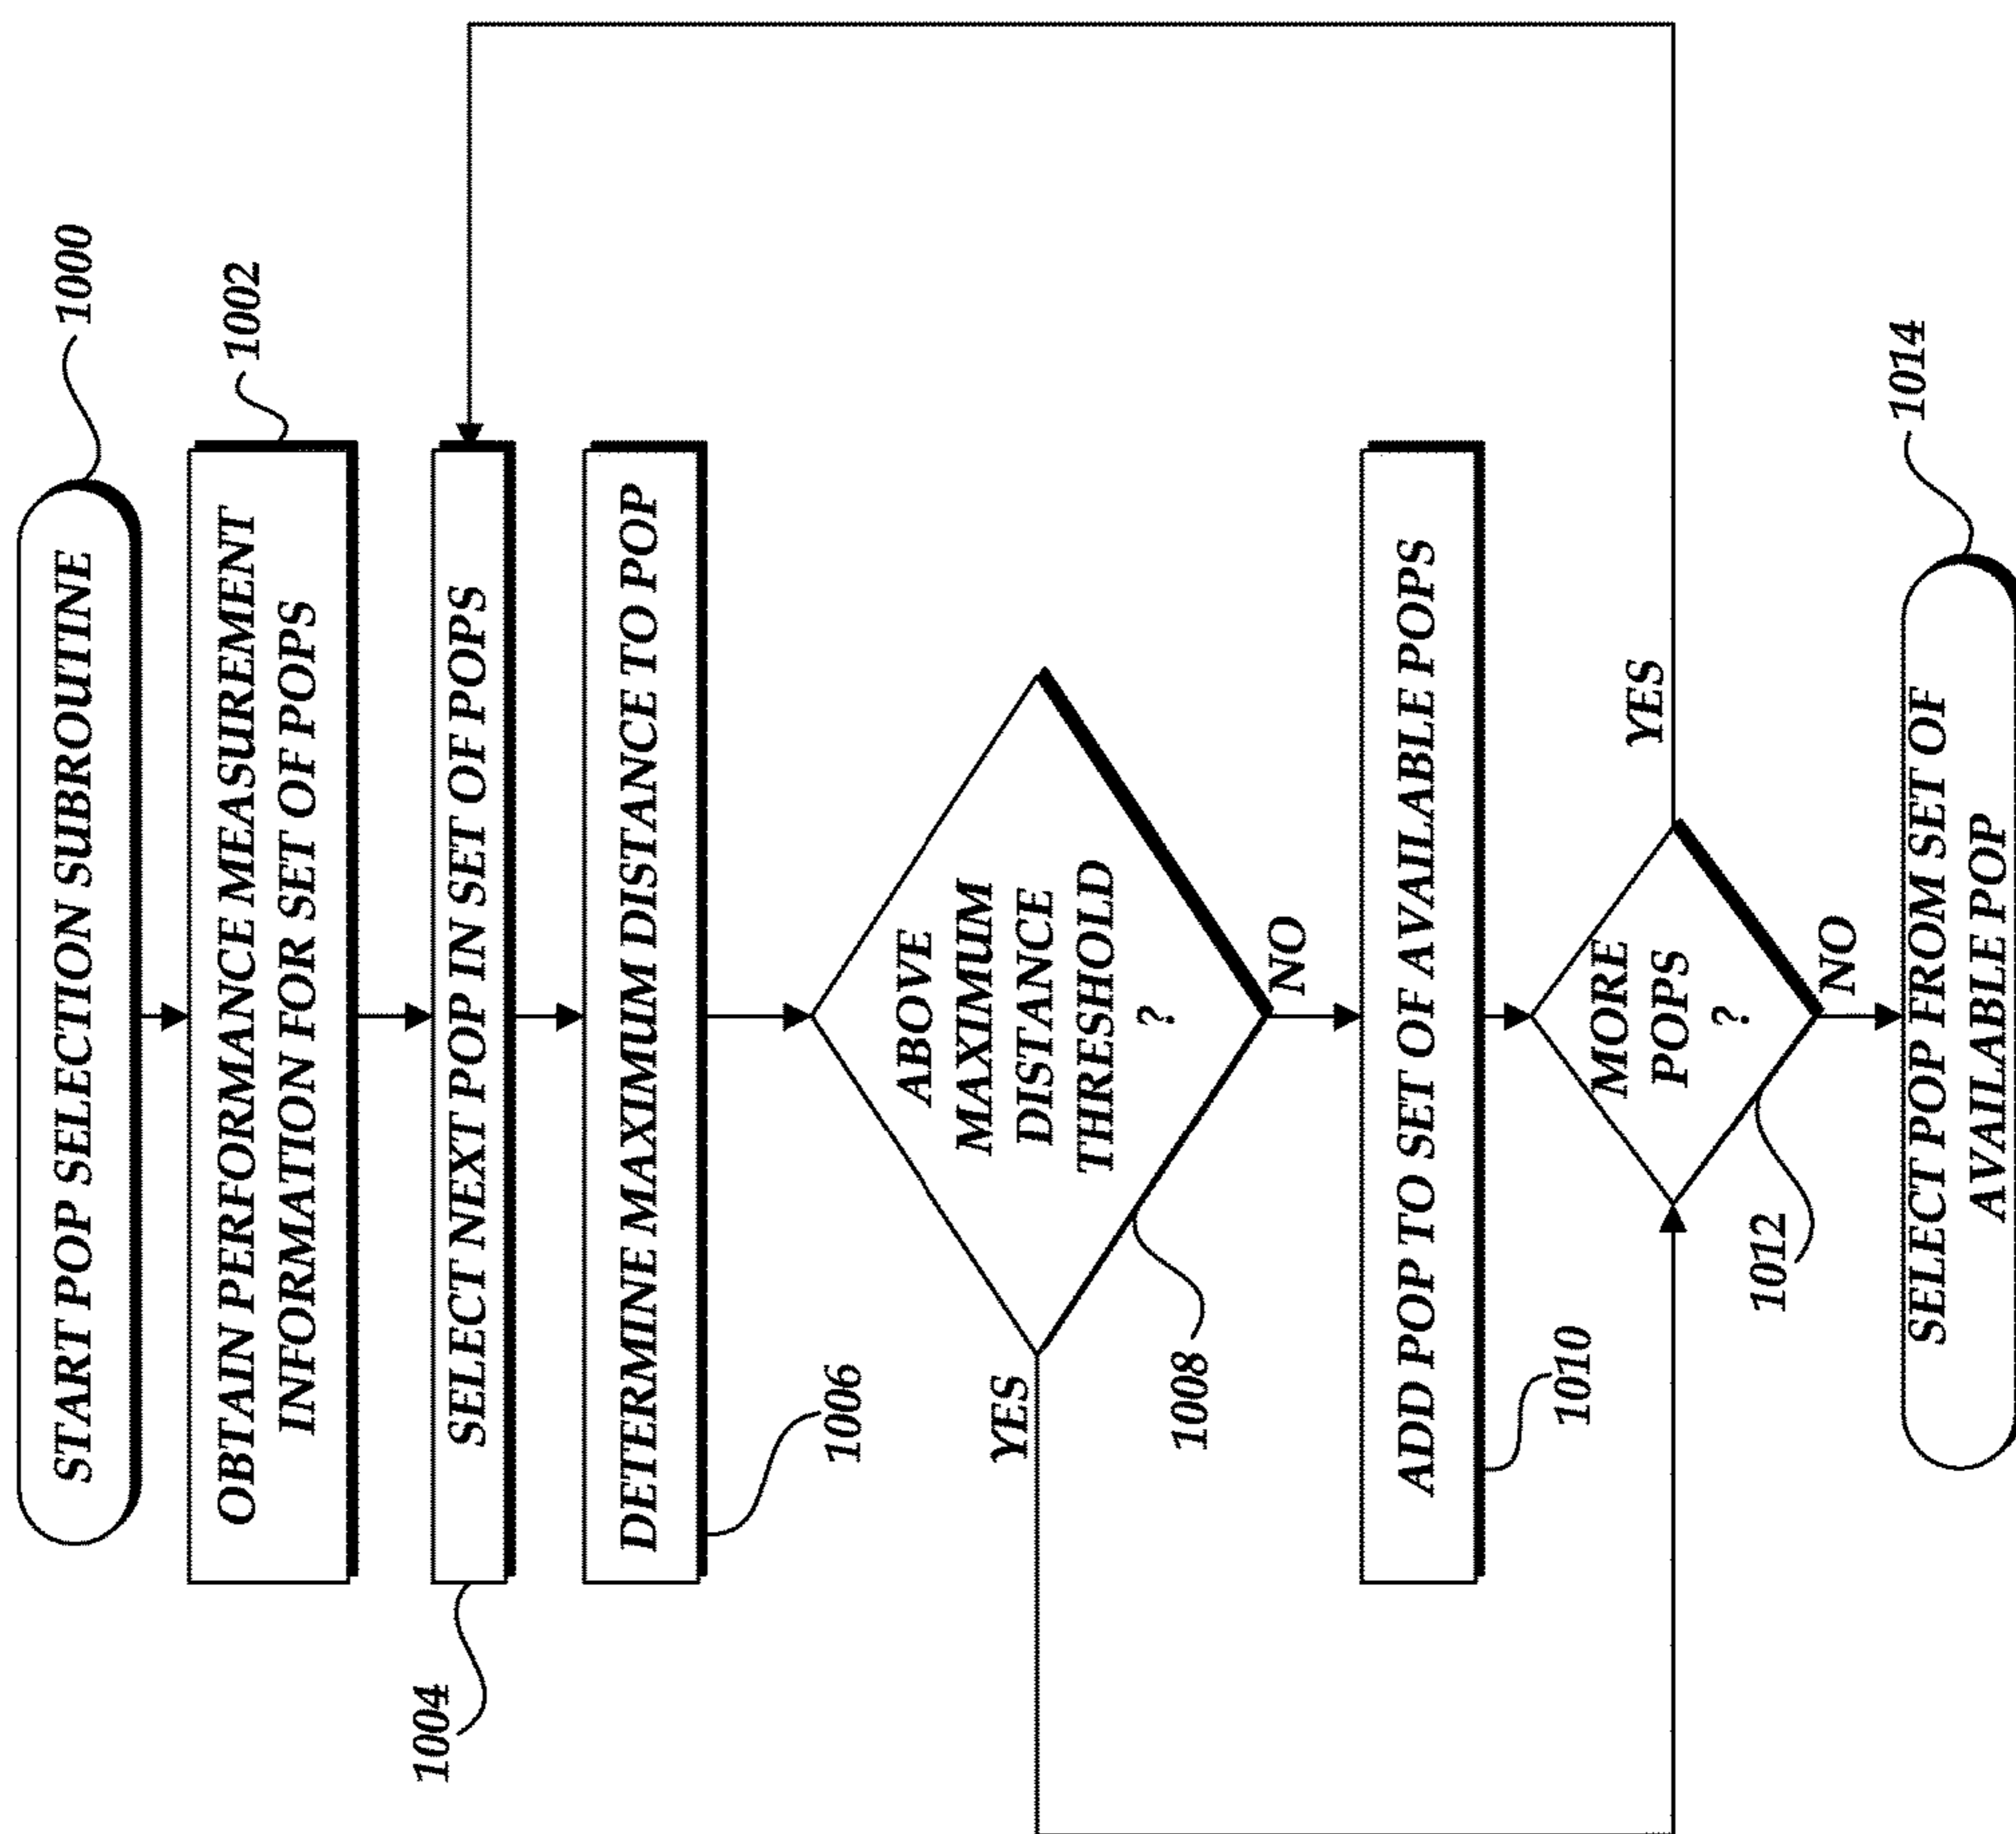 START POP SELECTION SUBROUTINE
1000
OBTAIN PERFORMANCE MEASUREMENT
INFORMATION FOR SET OF POPS
1002
SELECT NEXT POP IN SET OF POPS
1004
DETERMINE MAXIMUM DISTANCE TO POP
1006
ABOVE
MAXIMUM
DISTANCE
THRESHOLD
?
YES
1008
NO
ADD POP TO SET OF AVAILABLE POPS
1010
MORE
POPS
?
YES
1012
NO
SELECT POP FROM SET OF
AVAILABLE POP
1014